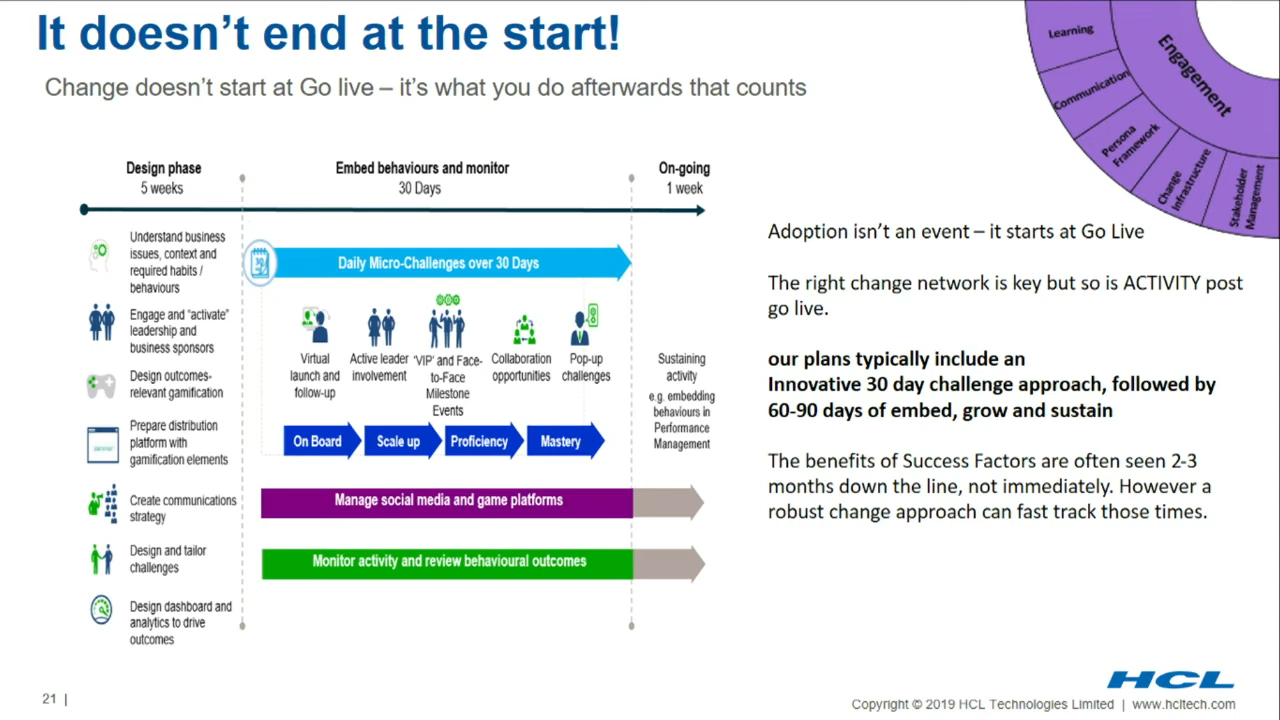 It doesn't end at the start!
Change doesn't start at Go live – it's what you do afterwards that counts
Learning
Communication
Persona
Framework
Change
Infrastructure
Stakeholder
Management
Engagement
Design phase
5 weeks
Embed behaviours and monitor
30 Days
On-going
1 week
Understand business
issues, context and
required habits /
behaviours
Engage and "activate"
leadership and
business sponsors
Design outcomes-
relevant gamification
Prepare distribution
platform with
gamification elements
Create communications
strategy
Design and tailor
challenges
Design dashboard and
analytics to drive
outcomes
30
Daily Micro-Challenges over 30 Days
Virtual
launch and
follow-up
Active leader
involvement
'VIP' and Face-
to-Face
Milestone
Events
Collaboration
opportunities
Pop-up
challenges
On Board
Scale up
Proficiency
Mastery
Manage social media and game platforms
Monitor activity and review behavioural outcomes
Sustaining
activity
e.g. embedding
behaviours in
Performance
Management
Adoption isn't an event – it starts at Go Live
The right change network is key but so is ACTIVITY post
go live.
our plans typically include an
Innovative 30 day challenge approach, followed by
60-90 days of embed, grow and sustain
The benefits of Success Factors are often seen 2-3
months down the line, not immediately. However a
robust change approach can fast track those times.
21 |
HCL
Copyright © 2019 HCL Technologies Limited | www.hcltech.com